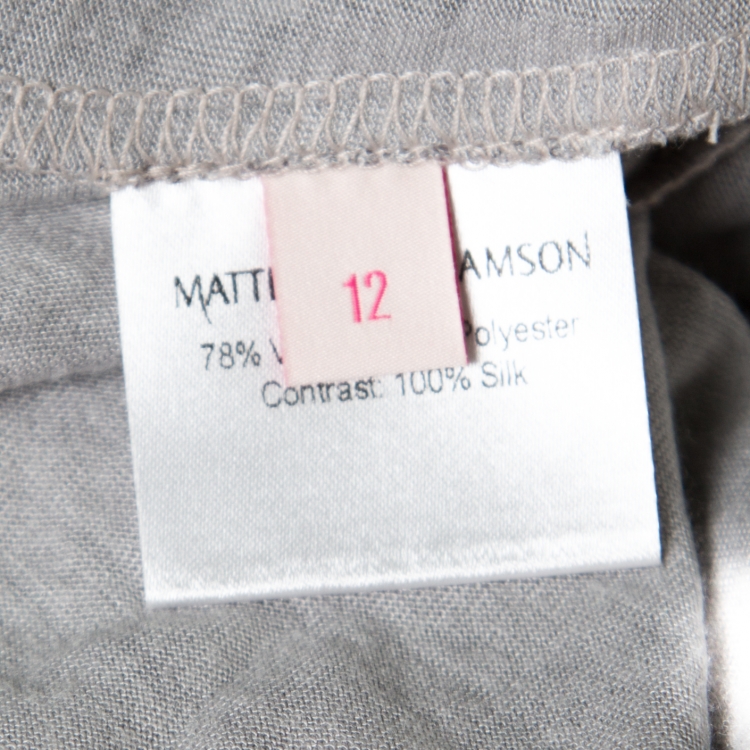 MATT AMSON
12
78% Polyester
Contrast: 100% Silk